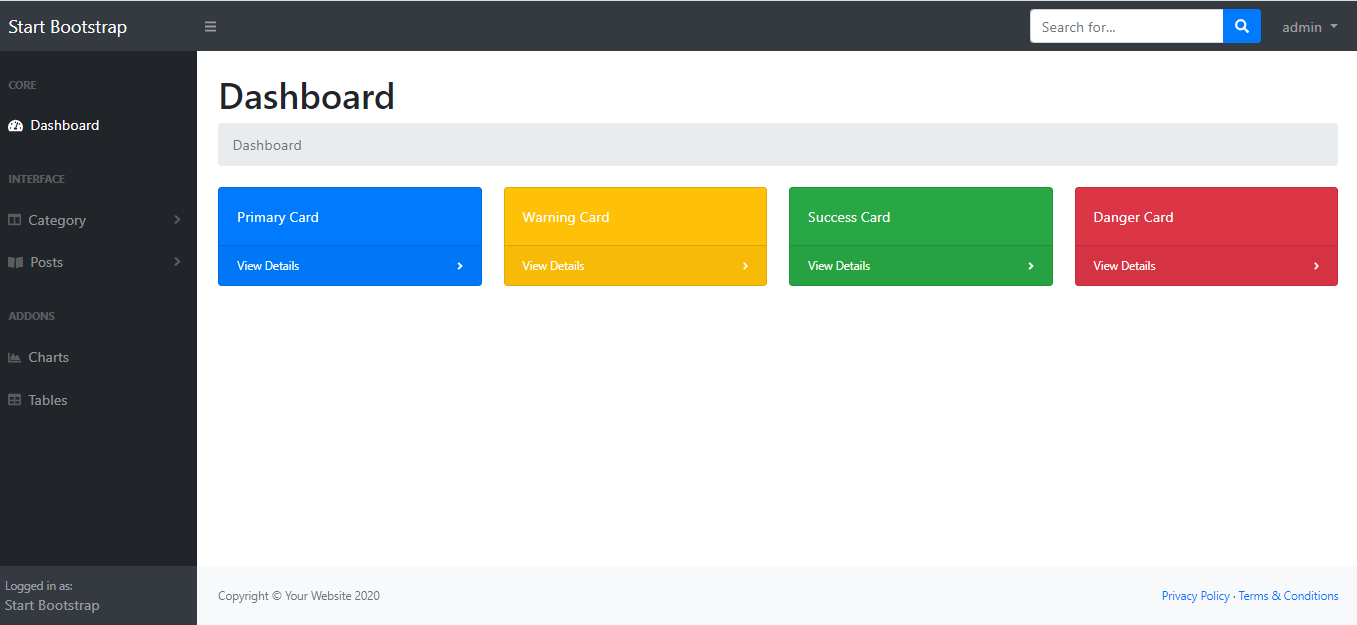 Start Bootstrap
Search for...
admin
CORE
Dashboard
INTERFACE
Category
Posts
ADDONS
Charts
Tables
Logged in as:
Start Bootstrap
Dashboard
Dashboard
Primary Card
View Details
Warning Card
View Details
Success Card
View Details
Danger Card
View Details
Copyright © Your Website 2020
Privacy Policy · Terms & Conditions